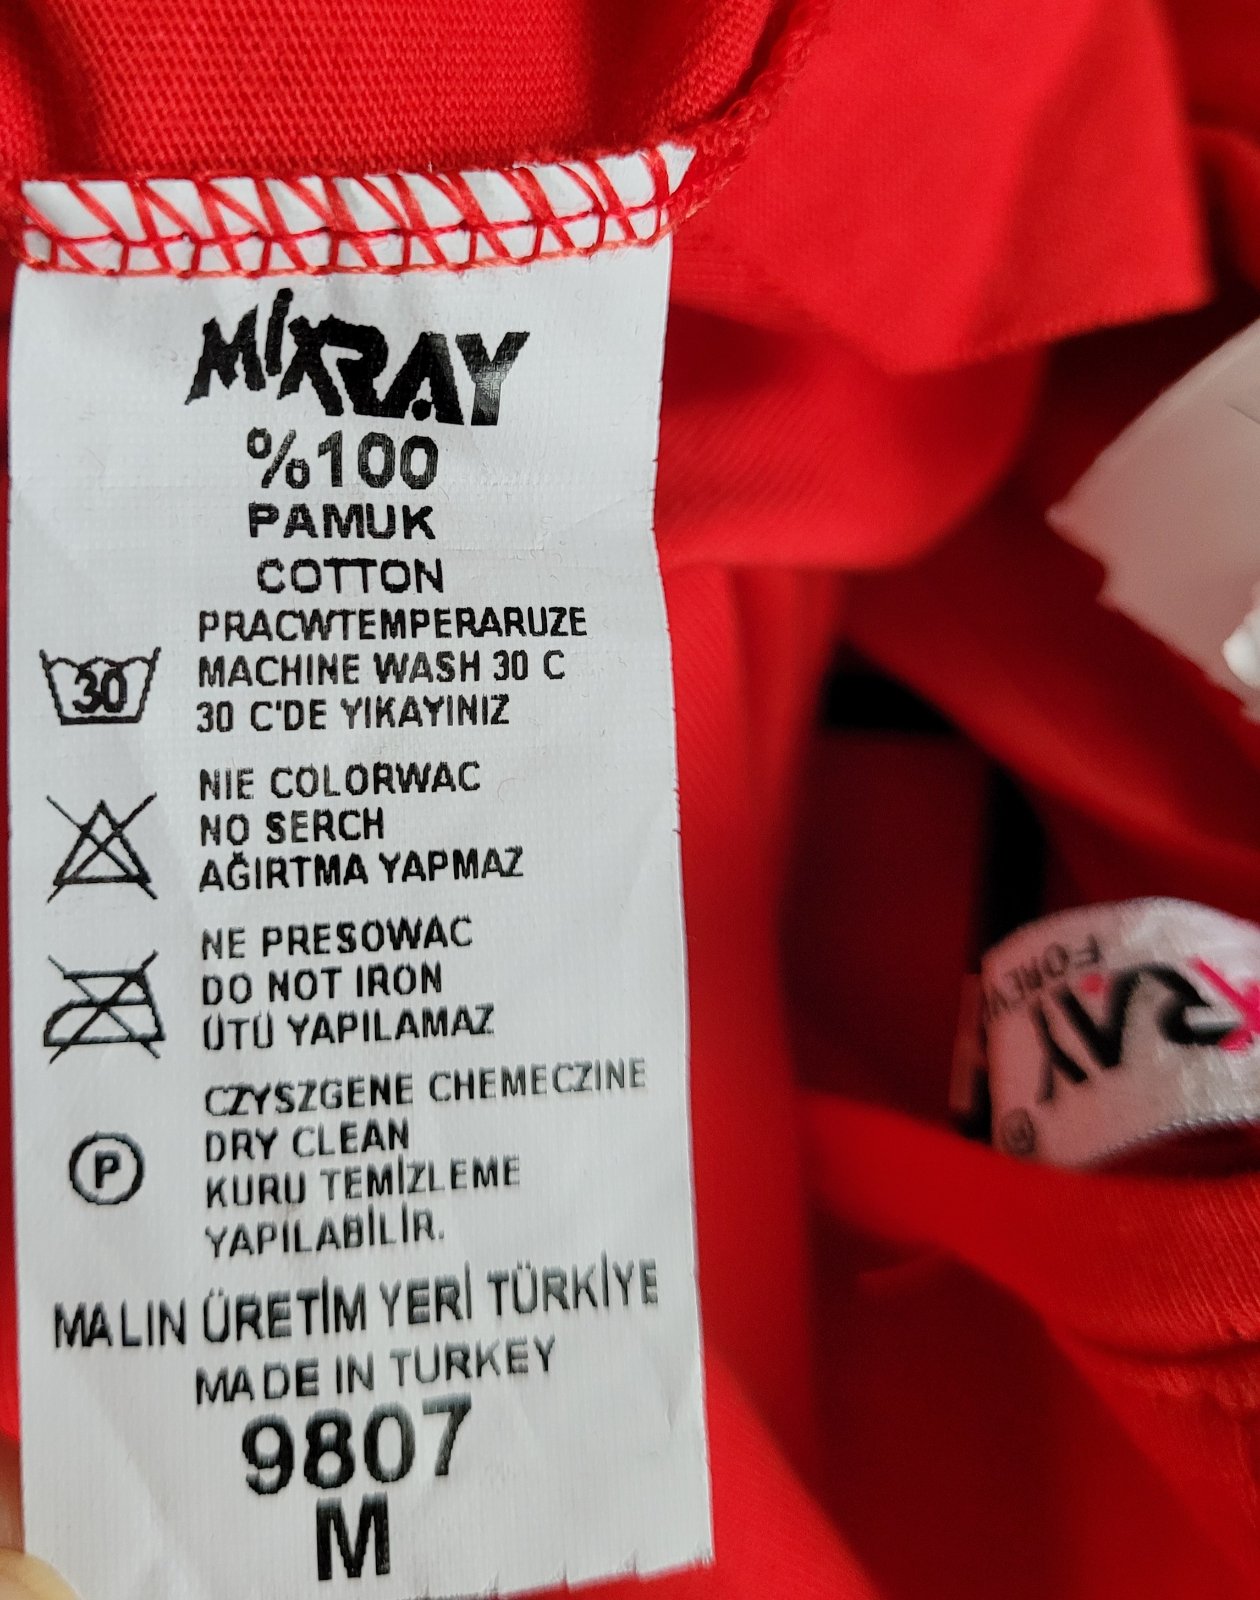 MIXRAY
%100
PAMUK
COTTON
PRACWTEMPERARUZE
30
MACHINE WASH 30 C
30 C'DE YIKAYINIZ
NIE COLORWAC
NO SERCH
AĞIRTMA YAPMAZ
NE PRESOWAC
DO NOT IRON
ÜTÜ YAPILAMAZ
CZYSZGENE CHEMECZINE
P
DRY CLEAN
KURU TEMİZLEME
YAPILABİLİR.
MALIN ÜRETİM YERİ TÜRKİYE
MADE IN TURKEY
9807
M
XRAY
®